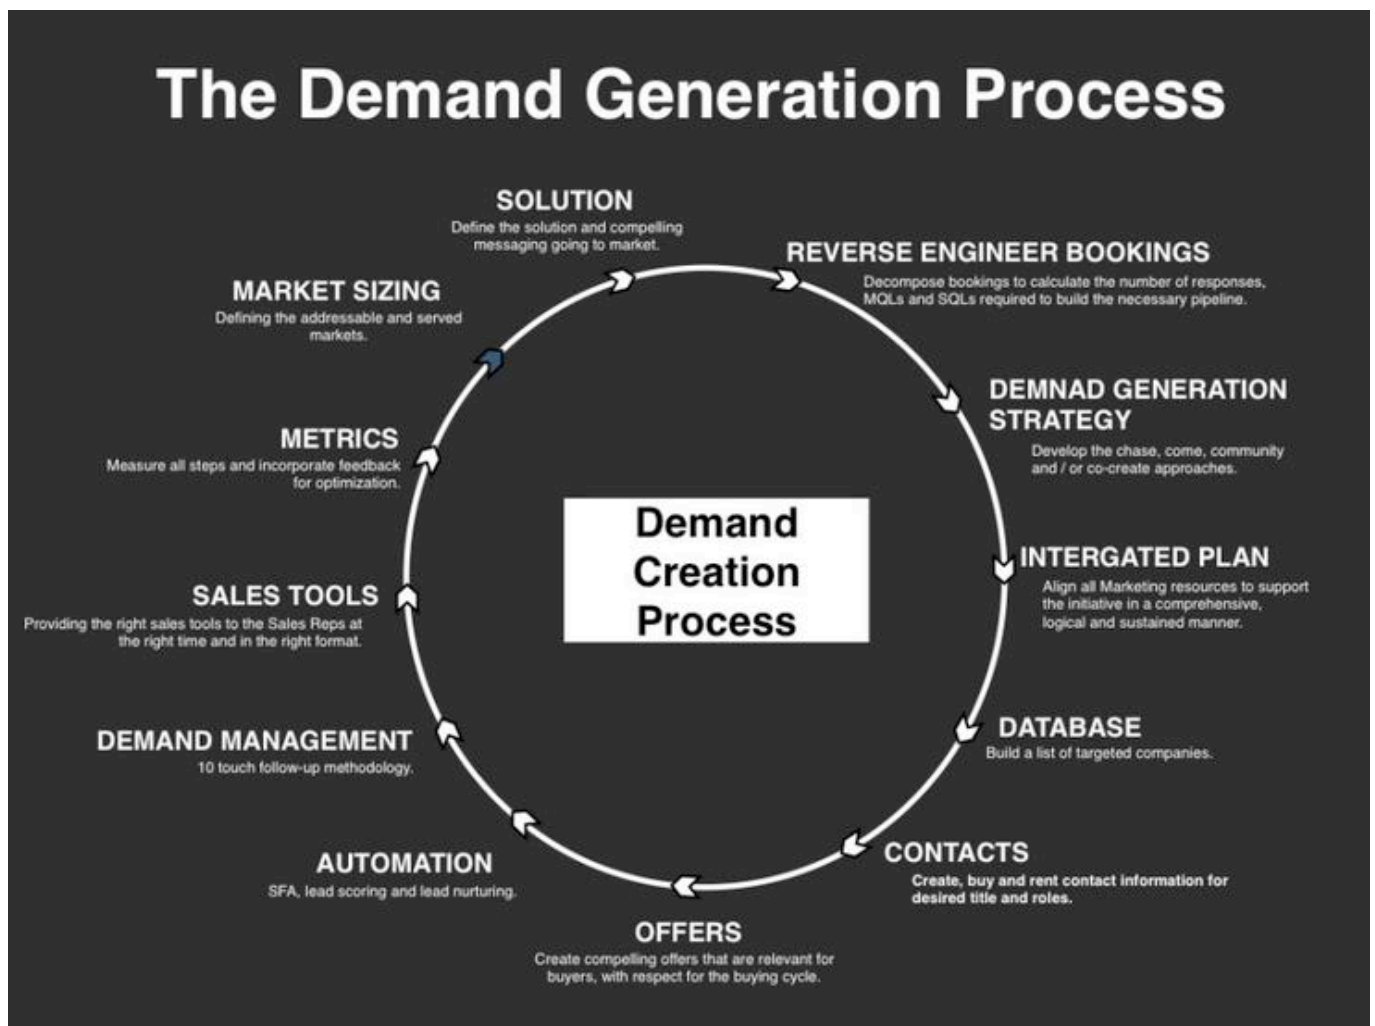 The Demand Generation Process
SOLUTION
Define the solution and compelling
messaging going to market.
REVERSE ENGINEER BOOKINGS
Decompose bookings to calculate the number of responses,
MQLs and SQLs required to build the necessary pipeline.
DEMNAD GENERATION
STRATEGY
Develop the chase, come, community
and / or co-create approaches.
INTERGATED PLAN
Align all Marketing resources to support
the initiative in a comprehensive,
logical and sustained manner.
DATABASE
Build a list of targeted companies.
CONTACTS
Create, buy and rent contact information for
desired title and roles.
OFFERS
Create compelling offers that are relevant for
buyers, with respect for the buying cycle.
AUTOMATION
SFA, lead scoring and lead nurturing.
DEMAND MANAGEMENT
10 touch follow-up methodology.
SALES TOOLS
Providing the right sales tools to the Sales Reps at
the right time and in the right format.
METRICS
Measure all steps and incorporate feedback
for optimization.
MARKET SIZING
Defining the addressable and served
markets.
Demand
Creation
Process